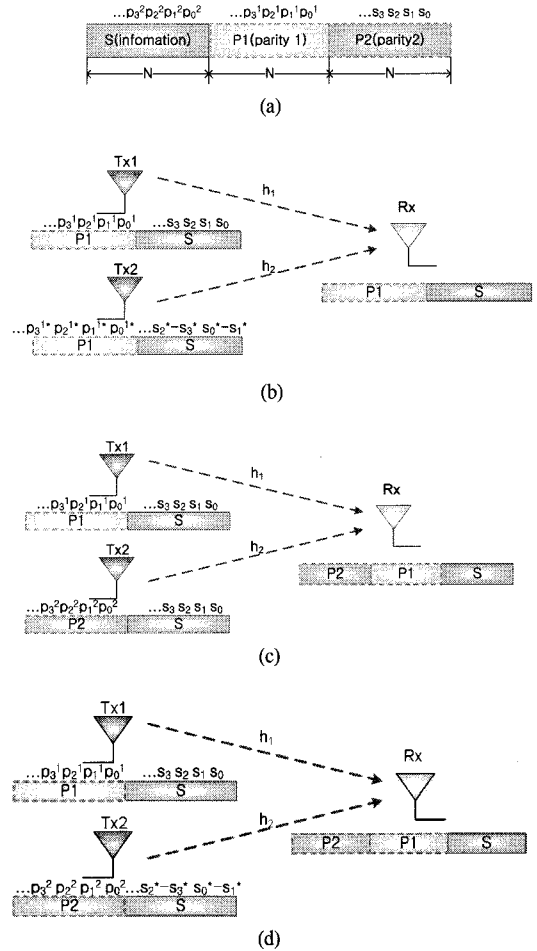 ...p₃²p₂²p₁²p₀² ...p₃¹p₂¹p₁¹p₀¹ ...s₃ s₂ s₁ s₀
S(infomation) P1(parity 1) P2(parity2)
N N N
(a)
Tx1
h₁
Rx
...p₃¹p₂¹p₁¹p₀¹ ...s₃ s₂ s₁ s₀
P1 S
Tx2
h₂
P1 S
...p₃¹* p₂¹* p₁¹* p₀¹* ...s₂*−s₃* s₀*−s₁*
P1 S
(b)
Tx1
h₁
Rx
...p₃¹p₂¹p₁¹p₀¹ ...s₃ s₂ s₁ s₀
P1 S
Tx2
h₂
P2 P1 S
...p₃²p₂²p₁²p₀² ...s₃ s₂ s₁ s₀
P2 S
(c)
Tx1
h₁
Rx
...p₃¹p₂¹p₁¹p₀¹ ...s₃ s₂ s₁ s₀
P1 S
Tx2
h₂
P2 P1 S
...p₃² p₂² p₁² p₀² ...s₂*−s₃* s₀*−s₁*
P2 S
(d)